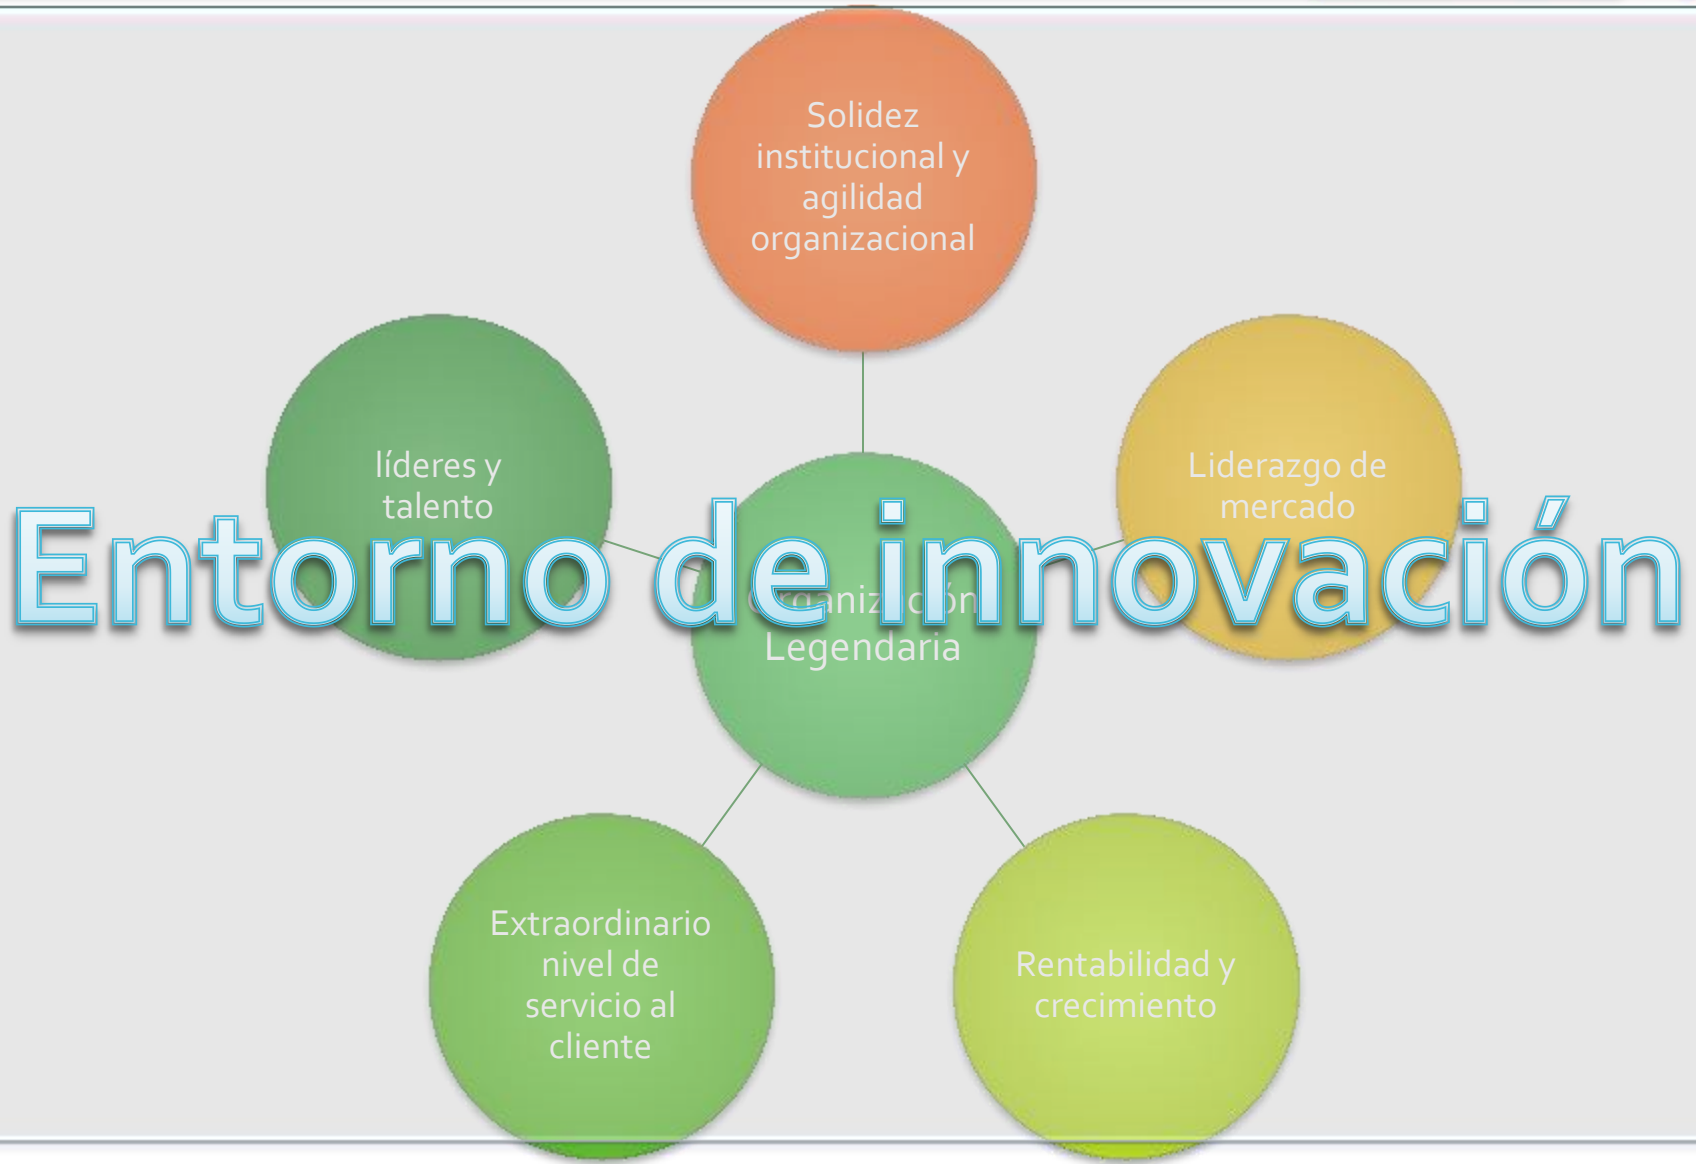 Solidez
institucional y
agilidad
organizacional
líderes y
talento
Liderazgo de
mercado
Entorno de innovación
Organización
Legendaria
Extraordinario
nivel de
servicio al
cliente
Rentabilidad y
crecimiento